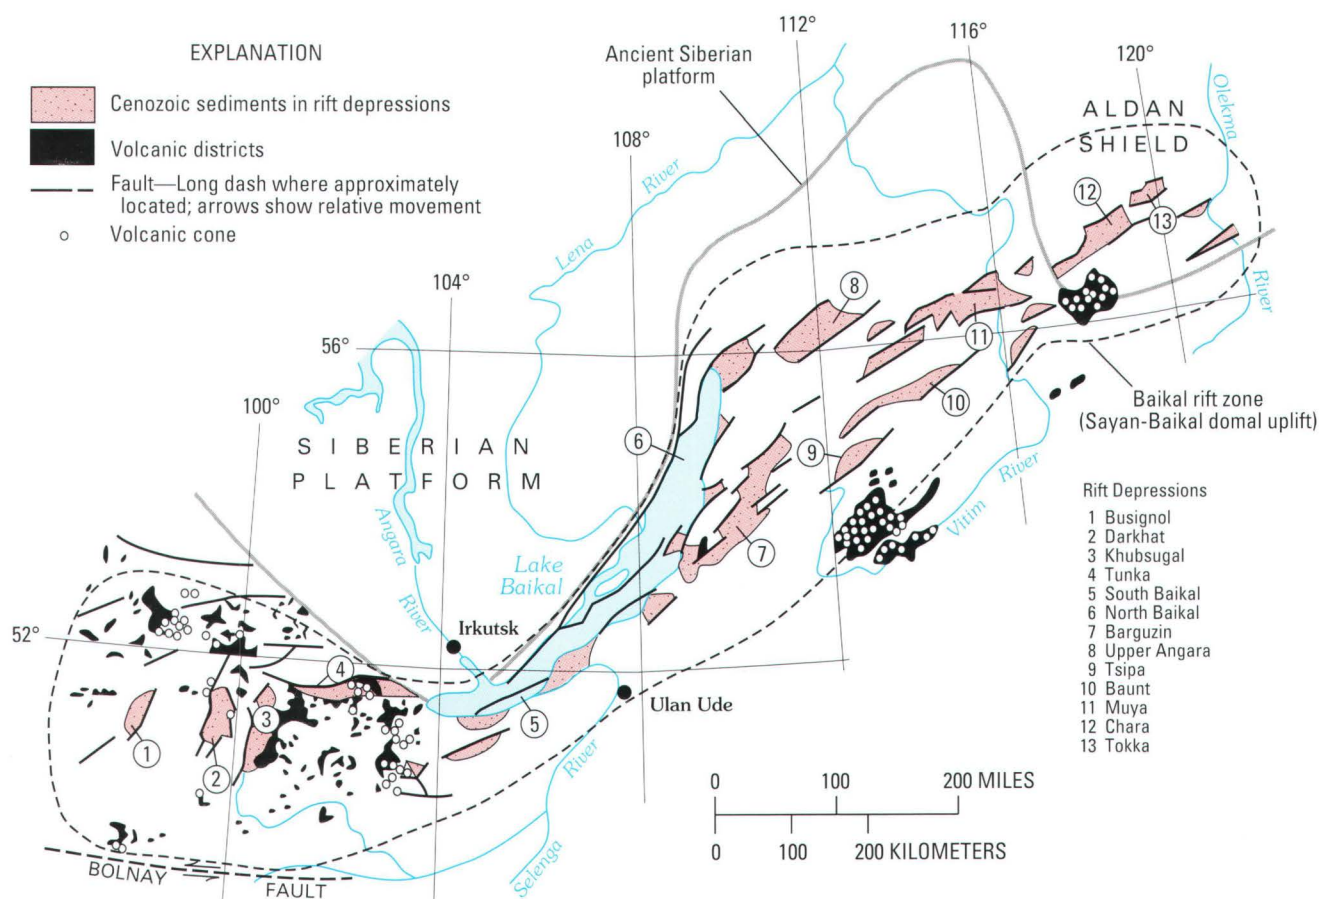 EXPLANATION
Cenozoic sediments in rift depressions
Volcanic districts
Fault—Long dash where approximately
located; arrows show relative movement
Volcanic cone
Ancient Siberian
platform
112°
116°
120°
108°
104°
100°
56°
52°
ALDAN
SHIELD
Olekma
River
Lena
River
SIBERIAN
PLATFORM
Angara
River
Lake
Baikal
Irkutsk
Ulan Ude
Selenga
River
Vitim
River
Baikal rift zone
(Sayan-Baikal domal uplift)
1
2
3
4
5
6
7
8
9
10
11
12
13
BOLNAY
FAULT
Rift Depressions
1 Busignol
2 Darkhat
3 Khubsugal
4 Tunka
5 South Baikal
6 North Baikal
7 Barguzin
8 Upper Angara
9 Tsipa
10 Baunt
11 Muya
12 Chara
13 Tokka
0 100 200 MILES
0 100 200 KILOMETERS